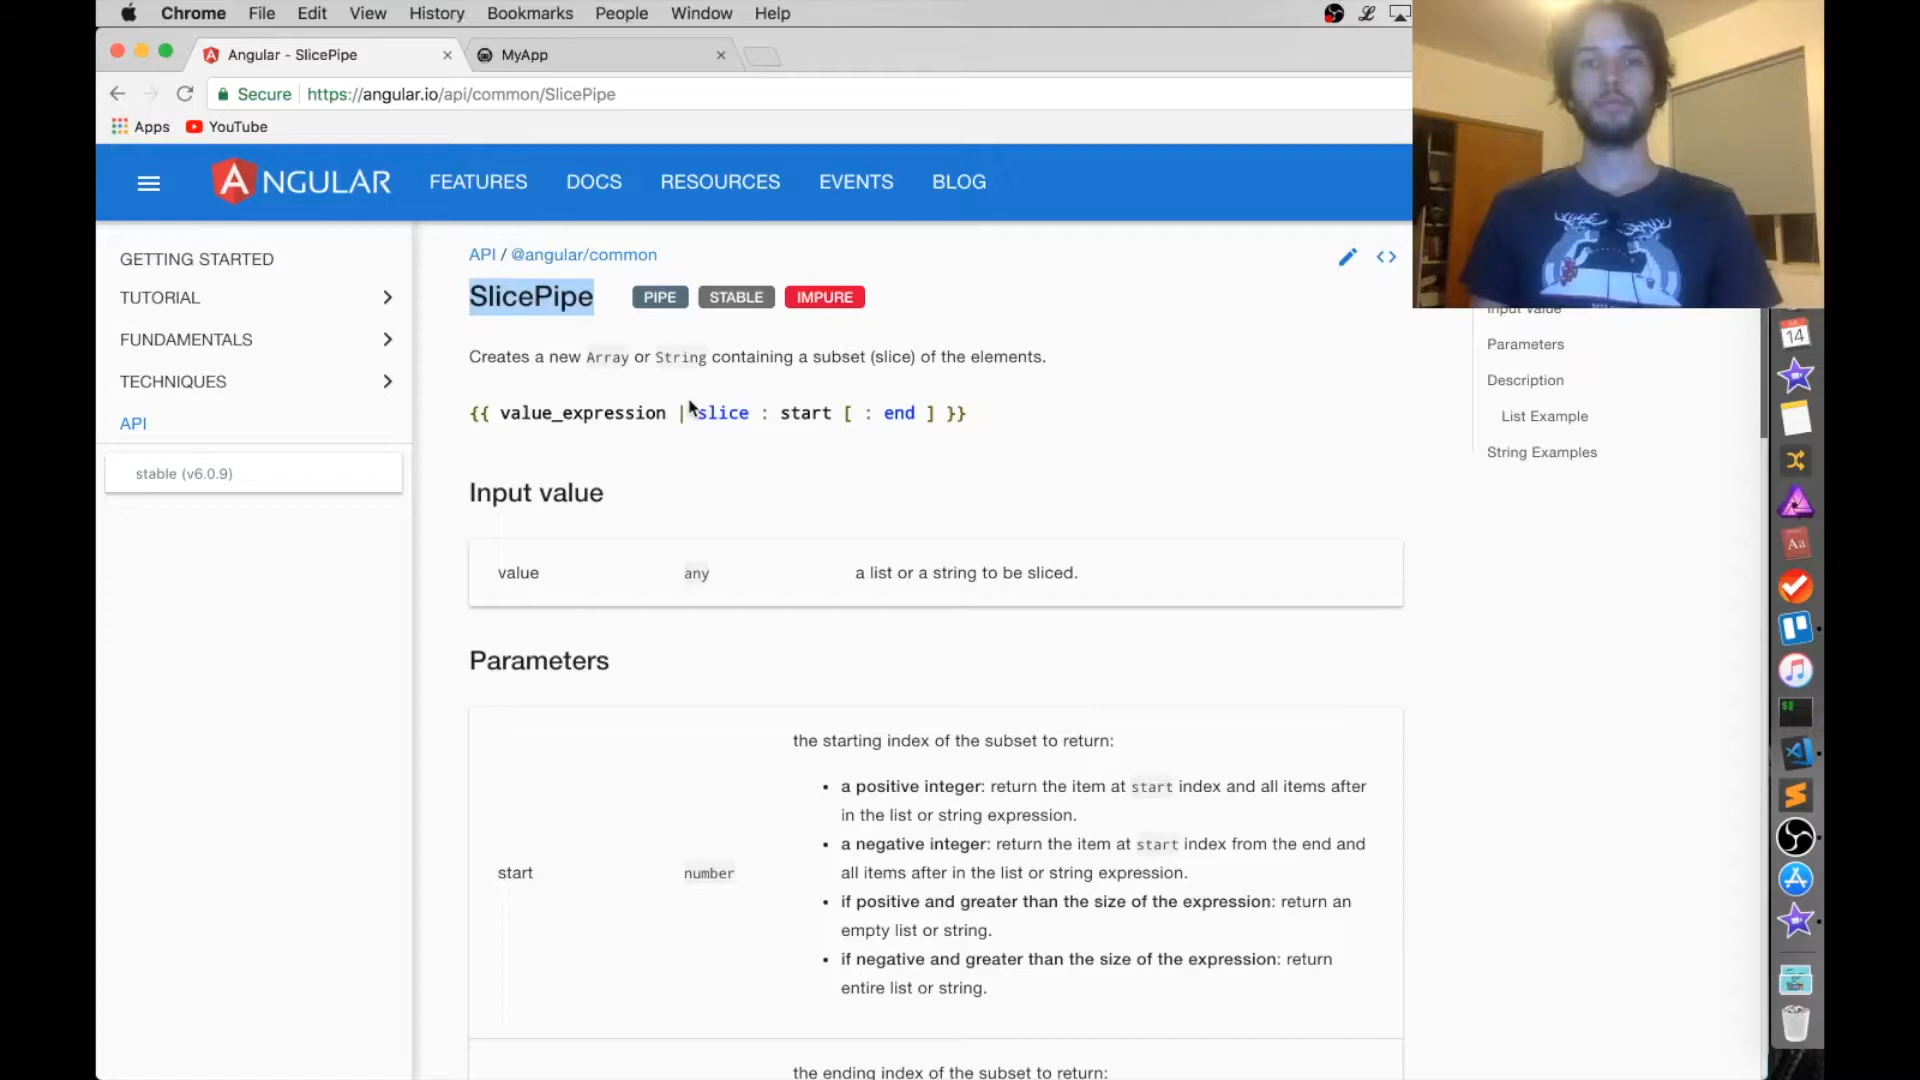 Chrome File Edit View History Bookmarks People Window Help
Angular - SlicePipe
MyApp
Secure https://angular.io/api/common/SlicePipe
Apps YouTube
ANGULAR FEATURES DOCS RESOURCES EVENTS BLOG
GETTING STARTED
TUTORIAL
FUNDAMENTALS
TECHNIQUES
API
stable (v6.0.9)
API / @angular/common
SlicePipe PIPE STABLE IMPURE
Creates a new Array or String containing a subset (slice) of the elements.
{{ value_expression | slice : start [ : end ] }}
Input value
value any a list or a string to be sliced.
Parameters
the starting index of the subset to return:
• a positive integer: return the item at start index and all items after
in the list or string expression.
• a negative integer: return the item at start index from the end and
all items after in the list or string expression.
start number
• if positive and greater than the size of the expression: return an
empty list or string.
• if negative and greater than the size of the expression: return
entire list or string.
the ending index of the subset to return:
Input value
Parameters
Description
List Example
String Examples
14
Aa